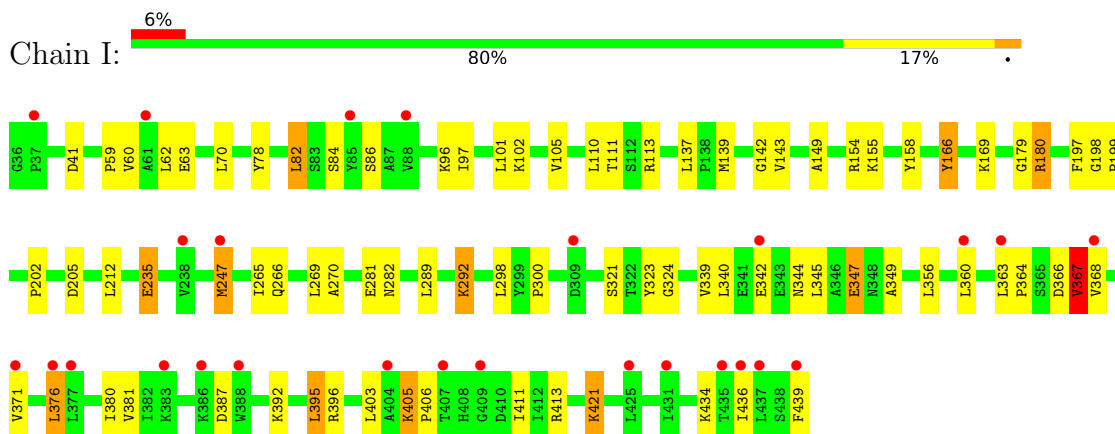 6%
Chain I:
80% 17% .
G36 P37 D41 P59 V60 A61 L62 E63 L70 Y78 L82 S83 S84 Y85 S86 A87 V88 K96 I97 L101 K102 V105 L110 T111 S112 R113 L137 P138 M139 G142 V143 A149 R154 K155 Y158 Y166 K169 G179 R180 F197 G198 R199
P202 D205 L212 E235 V238 M247 I265 Q266 L269 A270 E281 N282 L289 K292 L298 Y299 P300 D309 S321 T322 Y323 G324 V339 L340 E341 E342 E343 N344 L345 A346 E347 N348 A349 L356 L360 L363 P364 S365 D366 V367 V368
V371 L376 L377 I380 V381 I382 K383 K386 D387 W388 K392 L395 R396 L403 A404 K405 P406 T407 H408 G409 D410 I411 I412 R413 K421 L425 I431 K434 T435 I436 L437 S438 F439